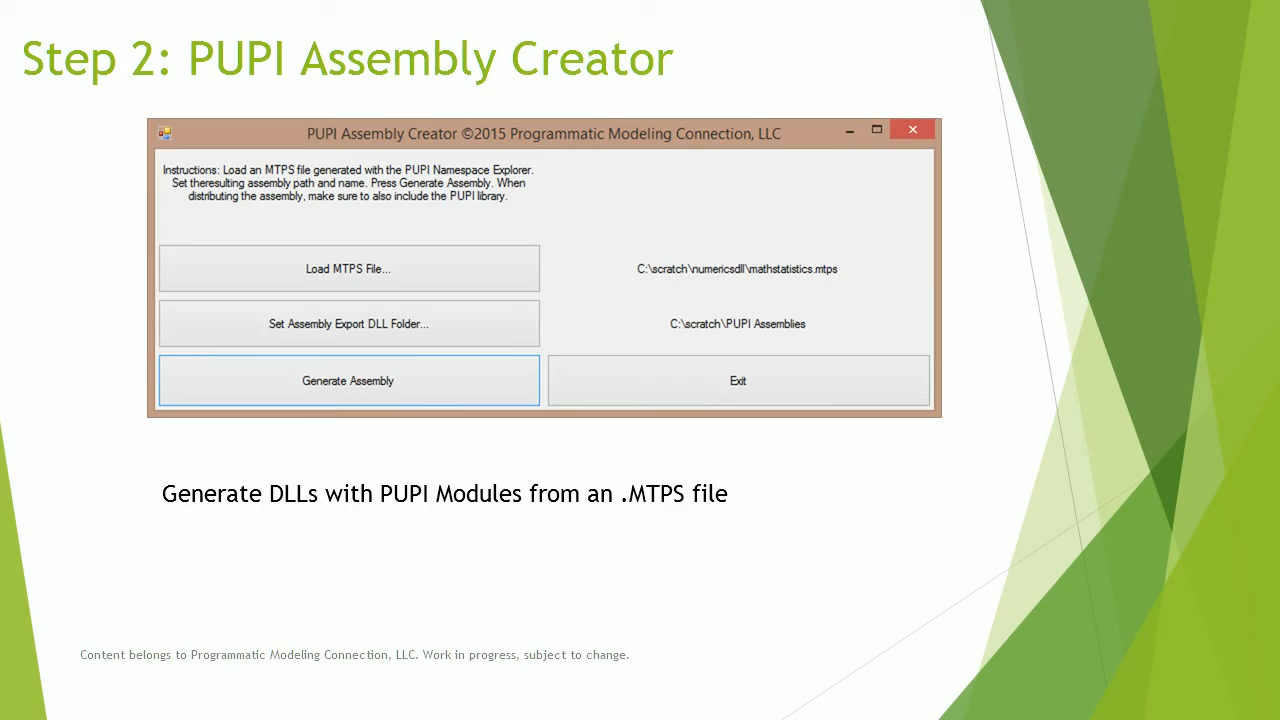 Step 2: PUPI Assembly Creator
PUPI Assembly Creator ©2015 Programmatic Modeling Connection, LLC
Instructions: Load an MTPS file generated with the PUPI Namespace Explorer.
Set theresulting assembly path and name. Press Generate Assembly. When
distributing the assembly, make sure to also include the PUPI library.
Load MTPS File...
C:\scratch\numericsdll\mathstatistics.mtps
Set Assembly Export DLL Folder...
C:\scratch\PUPI Assemblies
Generate Assembly
Exit
Generate DLLs with PUPI Modules from an .MTPS file
Content belongs to Programmatic Modeling Connection, LLC. Work in progress, subject to change.